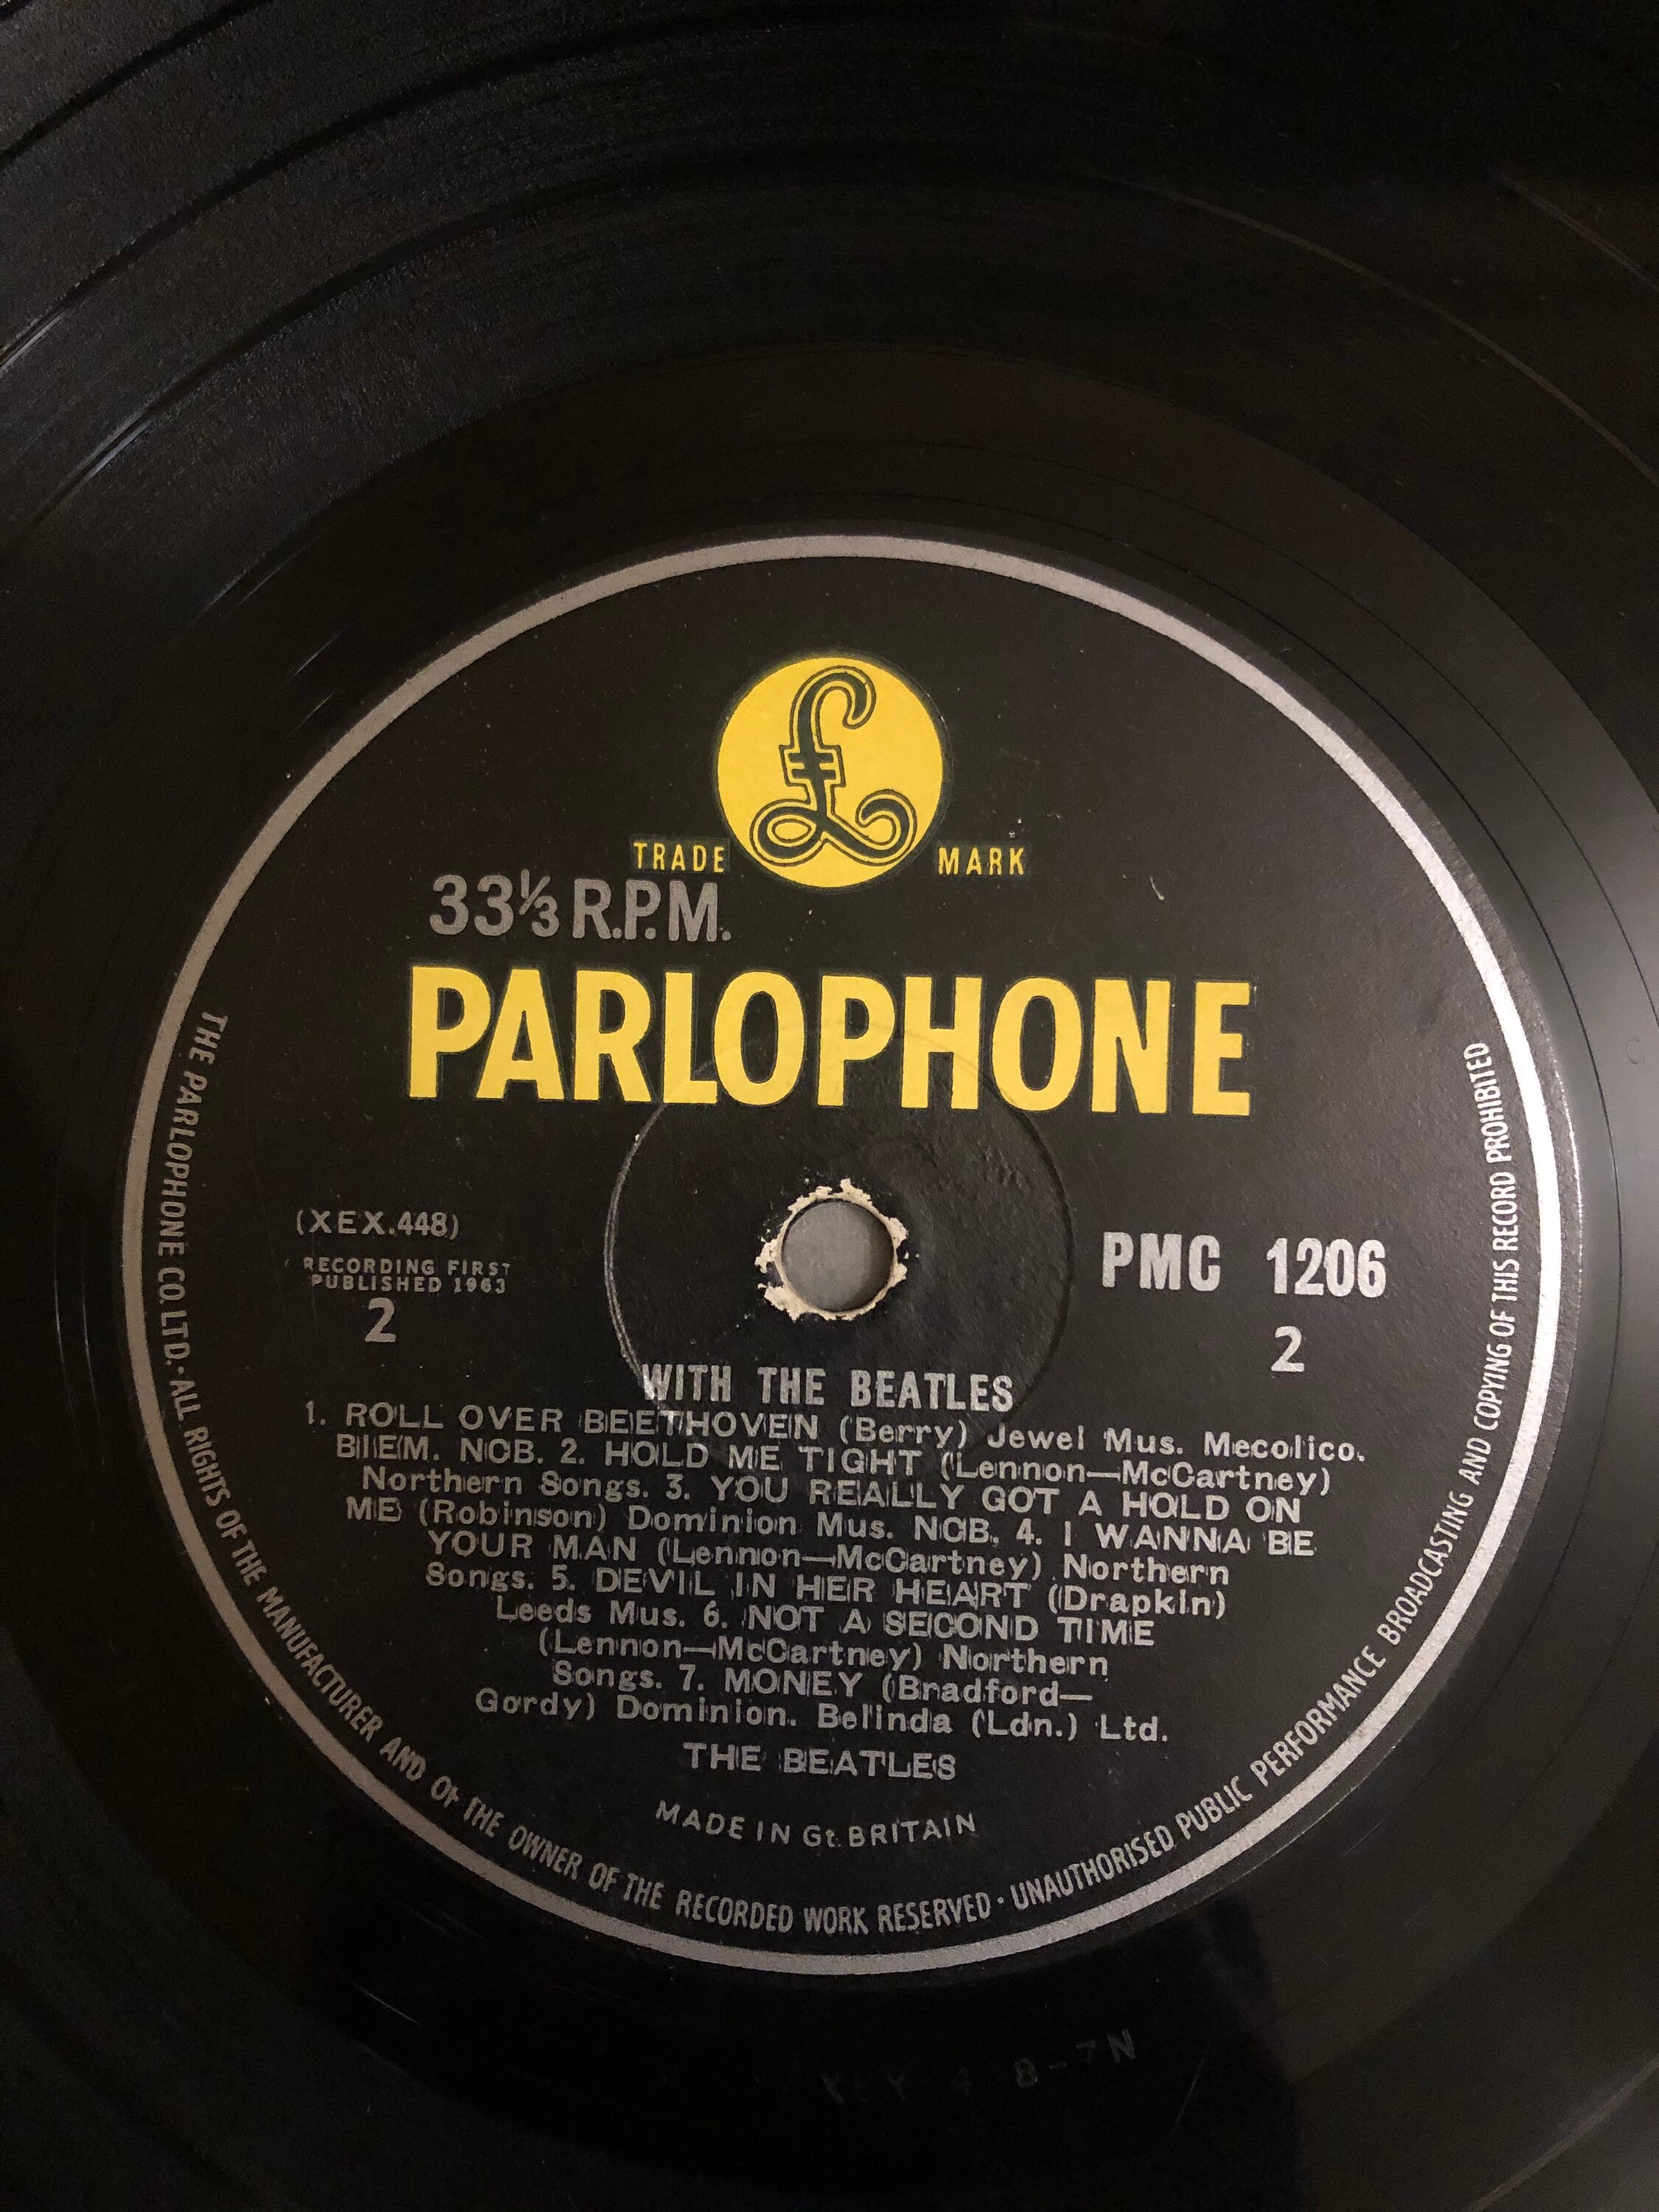 £
TRADE MARK
33⅓ R.P.M.
PARLOPHONE
(XEX.448)
RECORDING FIRST
PUBLISHED 1963
2
PMC 1206
2
WITH THE BEATLES
1. ROLL OVER BEETHOVEN (Berry) Jewel Mus. Mecolico.
BIEM. NCB. 2. HOLD ME TIGHT (Lennon—McCartney)
Northern Songs. 3. YOU REALLY GOT A HOLD ON
ME (Robinson) Dominion Mus. NCB. 4. I WANNA BE
YOUR MAN (Lennon—McCartney) Northern
Songs. 5. DEVIL IN HER HEART (Drapkin)
Leeds Mus. 6. NOT A SECOND TIME
(Lennon—McCartney) Northern
Songs. 7. MONEY (Bradford—
Gordy) Dominion. Belinda (Ldn.) Ltd.
THE BEATLES
MADE IN Gt. BRITAIN
THE PARLOPHONE CO. LTD. · ALL RIGHTS OF THE MANUFACTURER AND OF THE OWNER OF THE RECORDED WORK RESERVED · UNAUTHORISED PUBLIC PERFORMANCE BROADCASTING AND COPYING OF THIS RECORD PROHIBITED